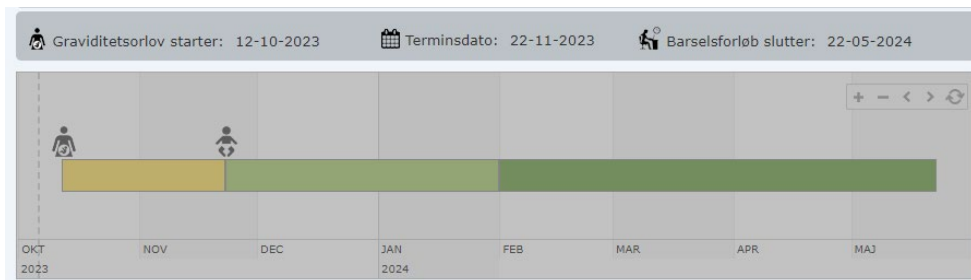 Graviditetsorlov starter: 12-10-2023 Terminsdato: 22-11-2023 Barselsforløb slutter: 22-05-2024
OKT NOV DEC JAN FEB MAR APR MAJ
2023 2024